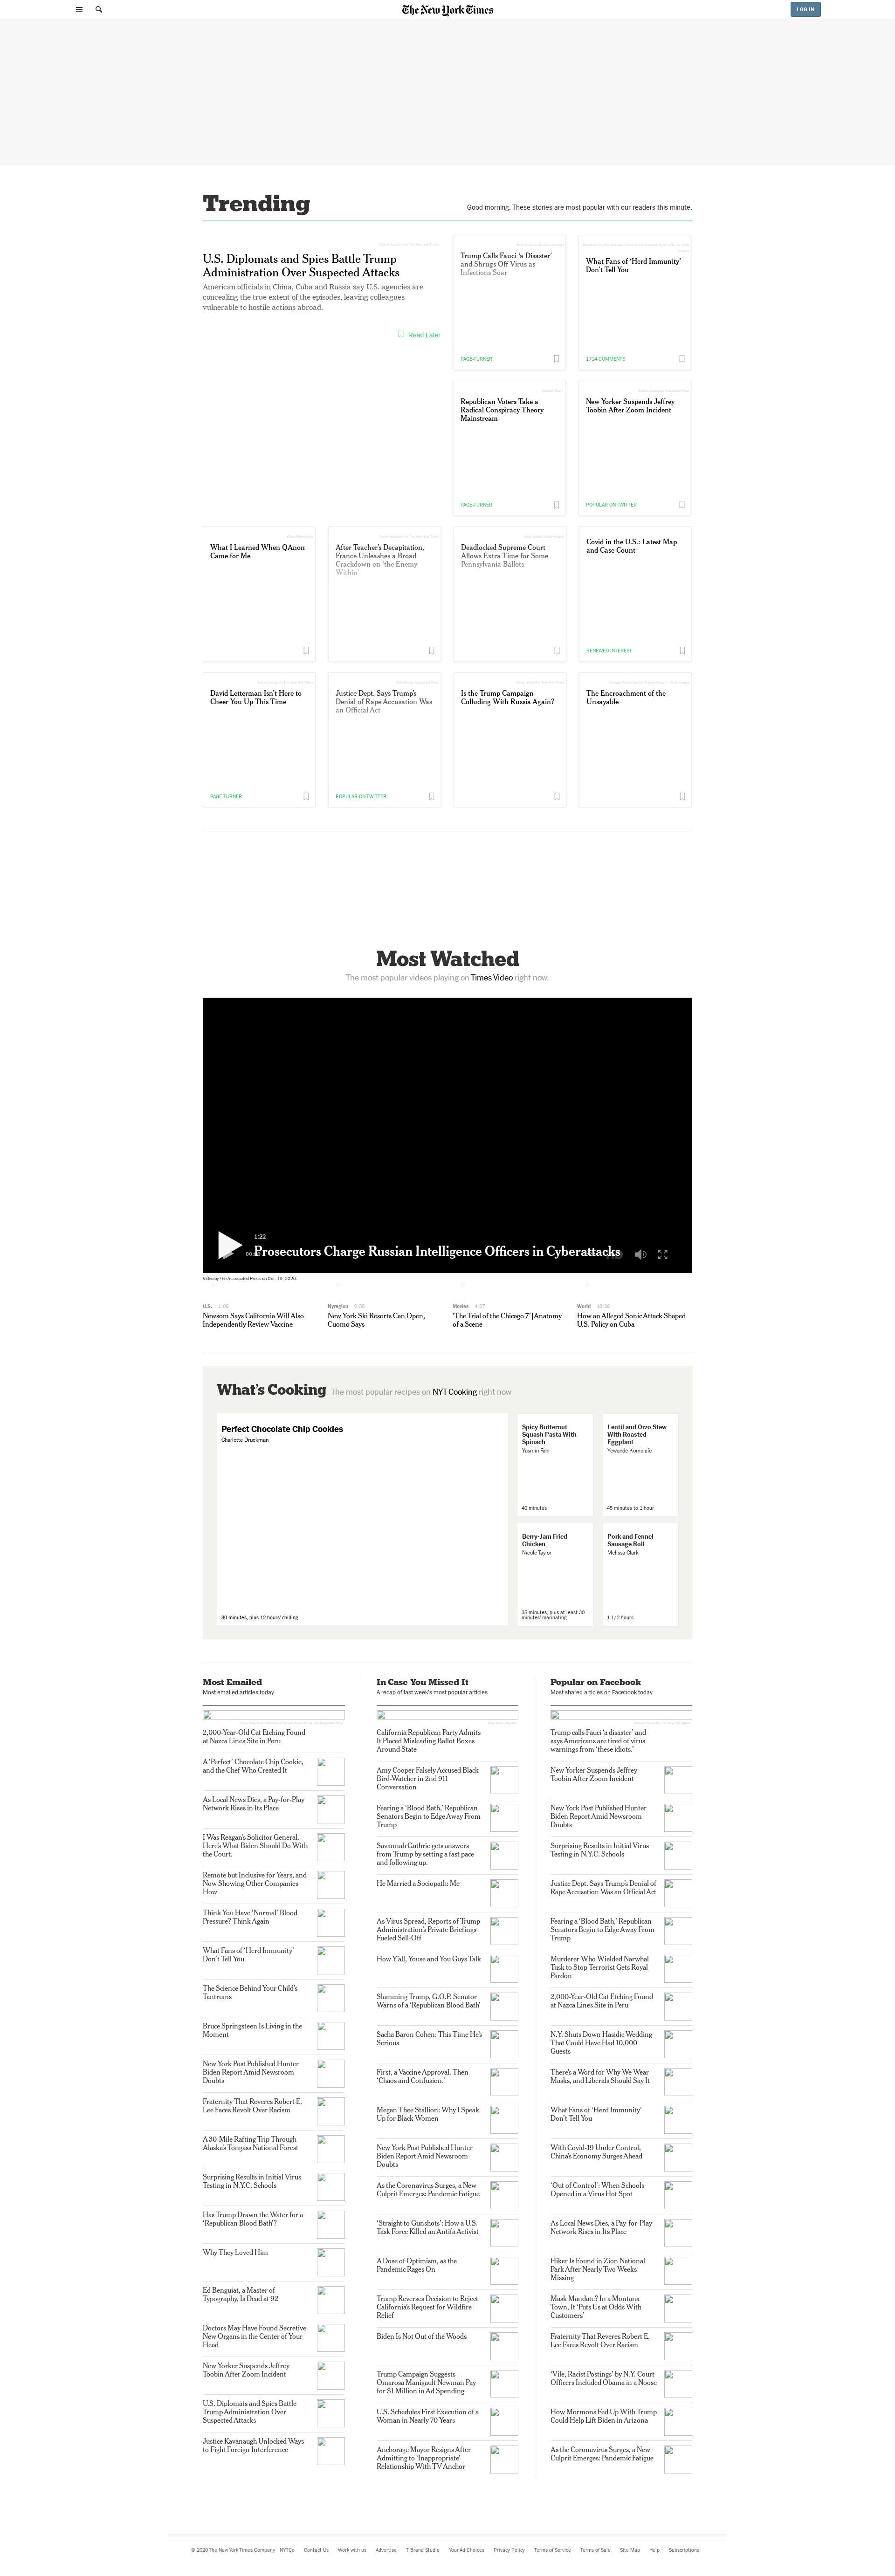 The New York Times
LOG IN
Trending
Good morning. These stories are most popular with our readers this minute.
U.S. Diplomats and Spies Battle Trump
Administration Over Suspected Attacks
American officials in China, Cuba and Russia say U.S. agencies are
concealing the true extent of the episodes, leaving colleagues
vulnerable to hostile actions abroad.
Read Later
Trump Calls Fauci ‘a Disaster’
and Shrugs Off Virus as
Infections Soar
PAGE-TURNER
What Fans of ‘Herd Immunity’
Don’t Tell You
1714 COMMENTS
Republican Voters Take a
Radical Conspiracy Theory
Mainstream
PAGE-TURNER
New Yorker Suspends Jeffrey
Toobin After Zoom Incident
POPULAR ON TWITTER
What I Learned When QAnon
Came for Me
After Teacher’s Decapitation,
France Unleashes a Broad
Crackdown on ‘the Enemy
Within’
Deadlocked Supreme Court
Allows Extra Time for Some
Pennsylvania Ballots
Covid in the U.S.: Latest Map
and Case Count
RENEWED INTEREST
David Letterman Isn’t Here to
Cheer You Up This Time
PAGE-TURNER
Justice Dept. Says Trump’s
Denial of Rape Accusation Was
an Official Act
POPULAR ON TWITTER
Is the Trump Campaign
Colluding With Russia Again?
The Encroachment of the
Unsayable
Most Watched
The most popular videos playing on Times Video right now.
1:22
Prosecutors Charge Russian Intelligence Officers in Cyberattacks
Video by The Associated Press on Oct. 19, 2020.
U.S. 1:06
Newsom Says California Will Also
Independently Review Vaccine
Nyregion 0:36
New York Ski Resorts Can Open,
Cuomo Says
Movies 4:37
‘The Trial of the Chicago 7’ | Anatomy
of a Scene
World 13:36
How an Alleged Sonic Attack Shaped
U.S. Policy on Cuba
What’s Cooking The most popular recipes on NYT Cooking right now
Perfect Chocolate Chip Cookies
Charlotte Druckman
30 minutes, plus 12 hours’ chilling
Spicy Butternut
Squash Pasta With
Spinach
Yasmin Fahr
40 minutes
Lentil and Orzo Stew
With Roasted
Eggplant
Yewande Komolafe
45 minutes to 1 hour
Berry-Jam Fried
Chicken
Nicole Taylor
35 minutes, plus at least 30
minutes’ marinating
Pork and Fennel
Sausage Roll
Melissa Clark
1 1/2 hours
Most Emailed
Most emailed articles today
2,000-Year-Old Cat Etching Found
at Nazca Lines Site in Peru
A ‘Perfect’ Chocolate Chip Cookie,
and the Chef Who Created It
As Local News Dies, a Pay-for-Play
Network Rises in Its Place
I Was Reagan’s Solicitor General.
Here’s What Biden Should Do With
the Court.
Remote but Inclusive for Years, and
Now Showing Other Companies
How
Think You Have ‘Normal’ Blood
Pressure? Think Again
What Fans of ‘Herd Immunity’
Don’t Tell You
The Science Behind Your Child’s
Tantrums
Bruce Springsteen Is Living in the
Moment
New York Post Published Hunter
Biden Report Amid Newsroom
Doubts
Fraternity That Reveres Robert E.
Lee Faces Revolt Over Racism
A 30-Mile Rafting Trip Through
Alaska’s Tongass National Forest
Surprising Results in Initial Virus
Testing in N.Y.C. Schools
Has Trump Drawn the Water for a
‘Republican Blood Bath’?
Why They Loved Him
Ed Benguiat, a Master of
Typography, Is Dead at 92
Doctors May Have Found Secretive
New Organs in the Center of Your
Head
New Yorker Suspends Jeffrey
Toobin After Zoom Incident
U.S. Diplomats and Spies Battle
Trump Administration Over
Suspected Attacks
Justice Kavanaugh Unlocked Ways
to Fight Foreign Interference
In Case You Missed It
A recap of last week’s most popular articles
California Republican Party Admits
It Placed Misleading Ballot Boxes
Around State
Amy Cooper Falsely Accused Black
Bird-Watcher in 2nd 911
Conversation
Fearing a ‘Blood Bath,’ Republican
Senators Begin to Edge Away From
Trump
Savannah Guthrie gets answers
from Trump by setting a fast pace
and following up.
He Married a Sociopath: Me
As Virus Spread, Reports of Trump
Administration’s Private Briefings
Fueled Sell-Off
How Y’all, Youse and You Guys Talk
Slamming Trump, G.O.P. Senator
Warns of a ‘Republican Blood Bath’
Sacha Baron Cohen: This Time He’s
Serious
First, a Vaccine Approval. Then
‘Chaos and Confusion.’
Megan Thee Stallion: Why I Speak
Up for Black Women
New York Post Published Hunter
Biden Report Amid Newsroom
Doubts
As the Coronavirus Surges, a New
Culprit Emerges: Pandemic Fatigue
‘Straight to Gunshots’: How a U.S.
Task Force Killed an Antifa Activist
A Dose of Optimism, as the
Pandemic Rages On
Trump Reverses Decision to Reject
California’s Request for Wildfire
Relief
Biden Is Not Out of the Woods
Trump Campaign Suggests
Omarosa Manigault Newman Pay
for $1 Million in Ad Spending
U.S. Schedules First Execution of a
Woman in Nearly 70 Years
Anchorage Mayor Resigns After
Admitting to ‘Inappropriate’
Relationship With TV Anchor
Popular on Facebook
Most shared articles on Facebook today
Trump calls Fauci ‘a disaster’ and
says Americans are tired of virus
warnings from ‘these idiots.’
New Yorker Suspends Jeffrey
Toobin After Zoom Incident
New York Post Published Hunter
Biden Report Amid Newsroom
Doubts
Surprising Results in Initial Virus
Testing in N.Y.C. Schools
Justice Dept. Says Trump’s Denial of
Rape Accusation Was an Official Act
Fearing a ‘Blood Bath,’ Republican
Senators Begin to Edge Away From
Trump
Murderer Who Wielded Narwhal
Tusk to Stop Terrorist Gets Royal
Pardon
2,000-Year-Old Cat Etching Found
at Nazca Lines Site in Peru
N.Y. Shuts Down Hasidic Wedding
That Could Have Had 10,000
Guests
There’s a Word for Why We Wear
Masks, and Liberals Should Say It
What Fans of ‘Herd Immunity’
Don’t Tell You
With Covid-19 Under Control,
China’s Economy Surges Ahead
‘Out of Control’: When Schools
Opened in a Virus Hot Spot
As Local News Dies, a Pay-for-Play
Network Rises in Its Place
Hiker Is Found in Zion National
Park After Nearly Two Weeks
Missing
Mask Mandate? In a Montana
Town, It ‘Puts Us at Odds With
Customers’
Fraternity That Reveres Robert E.
Lee Faces Revolt Over Racism
‘Vile, Racist Postings’ by N.Y. Court
Officers Included Obama in a Noose
How Mormons Fed Up With Trump
Could Help Lift Biden in Arizona
As the Coronavirus Surges, a New
Culprit Emerges: Pandemic Fatigue
© 2020 The New York Times Company NYTCo Contact Us Work with us Advertise T Brand Studio Your Ad Choices Privacy Policy Terms of Service Terms of Sale Site Map Help Subscriptions